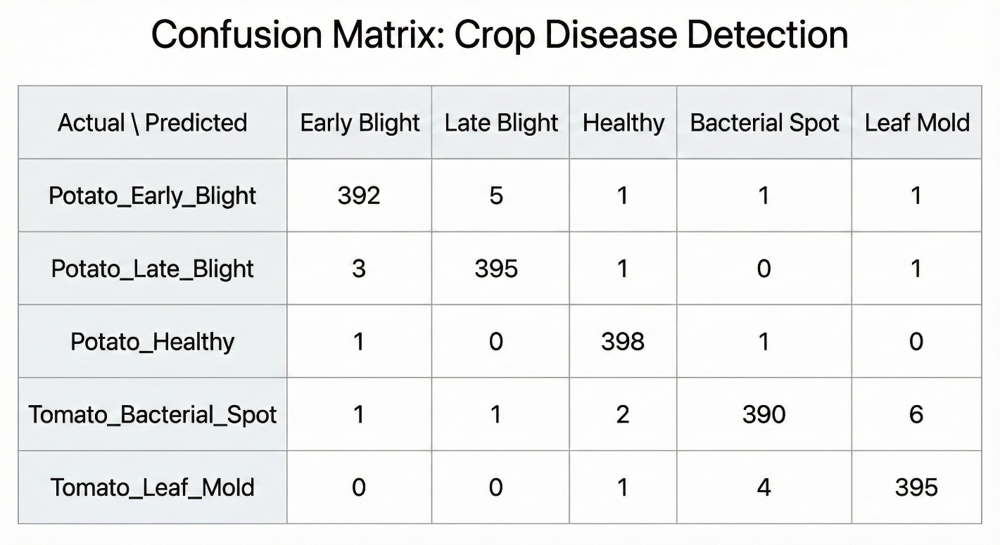 Confusion Matrix: Crop Disease Detection
Actual \ Predicted Early Blight Late Blight Healthy Bacterial Spot Leaf Mold
Potato_Early_Blight 392 5 1 1 1
Potato_Late_Blight 3 395 1 0 1
Potato_Healthy 1 0 398 1 0
Tomato_Bacterial_Spot 1 1 2 390 6
Tomato_Leaf_Mold 0 0 1 4 395